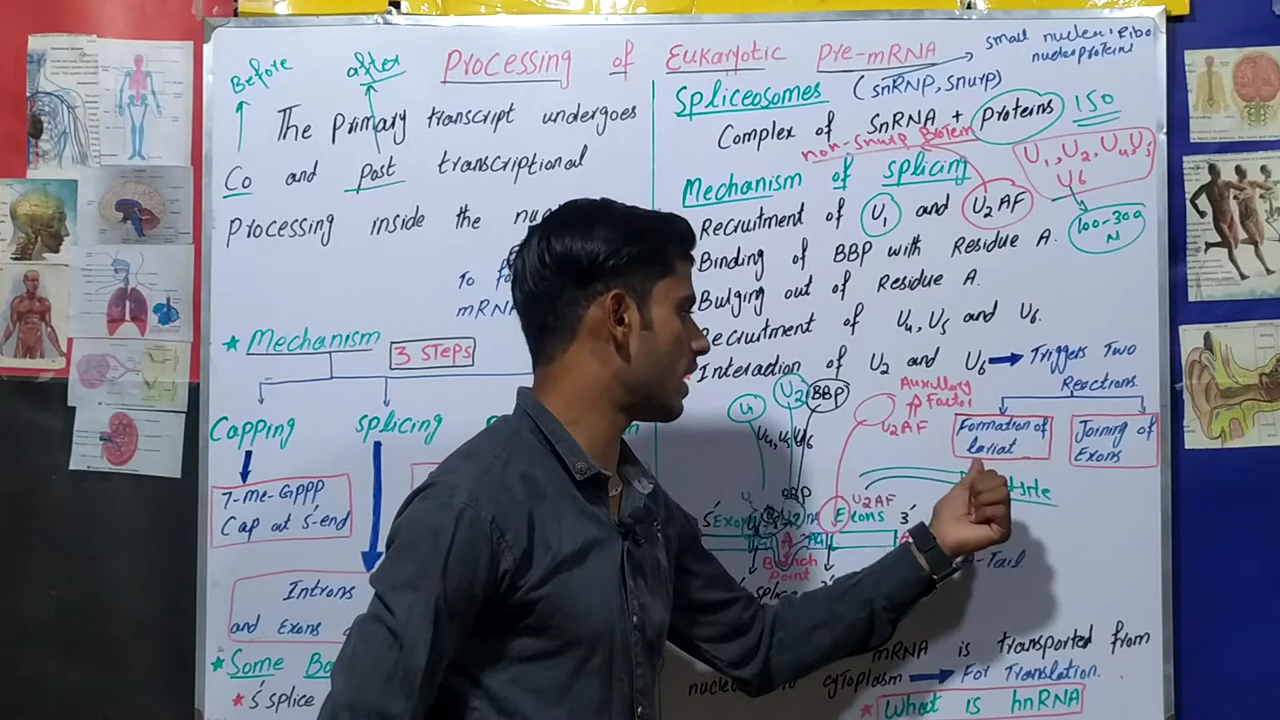 Before after
Processing of Eukaryotic Pre-mRNA
small nuclear Ribo
nucleoproteins
The Primary transcript undergoes
Co and Post transcriptional
Processing inside the
To
mRNA
★ Mechanism
3 STEPS
Capping
splicing
7-me-GPPP
Cap at 5'-end
Introns
and Exons
★ Some
★ 5' splice
Spliceosomes (snRNP, snurp)
Complex of SnRNA + Proteins 150
non-snurp Protein
U1, U2, U4, U5
U6
100-300
N
Mechanism of splicing
Recruitment of U1 and U2AF
Binding of BBP with Residue A.
Bulging out of Residue A.
Recruitment of U4, U5 and U6.
Interaction of U2 and U6 → Triggers Two
Reactions.
Formation of
lariat
Joining of
Exons
U1 U2 BBP
Auxillary
Factor
U2AF
U4, U5, U6
BBP
U2AF
5' Exons Exons 3'
A
Branch
Point
A-Tail
mRNA is transported from
cytoplasm → For Translation.
★ What is hnRNA